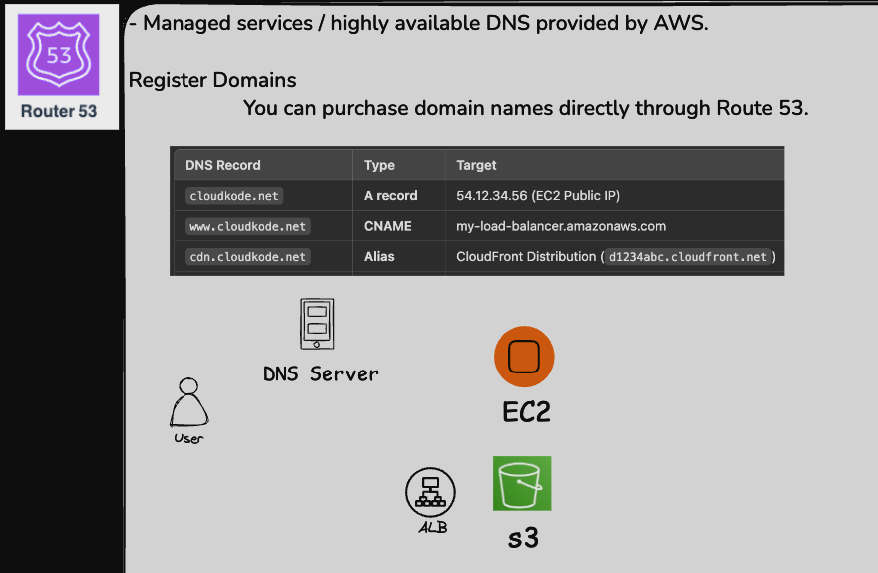 53
Router 53
- Managed services / highly available DNS provided by AWS.
Register Domains
You can purchase domain names directly through Route 53.
DNS Record Type Target
cloudkode.net A record 54.12.34.56 (EC2 Public IP)
www.cloudkode.net CNAME my-load-balancer.amazonaws.com
cdn.cloudkode.net Alias CloudFront Distribution (d1234abc.cloudfront.net)
DNS Server
User
EC2
ALB
s3